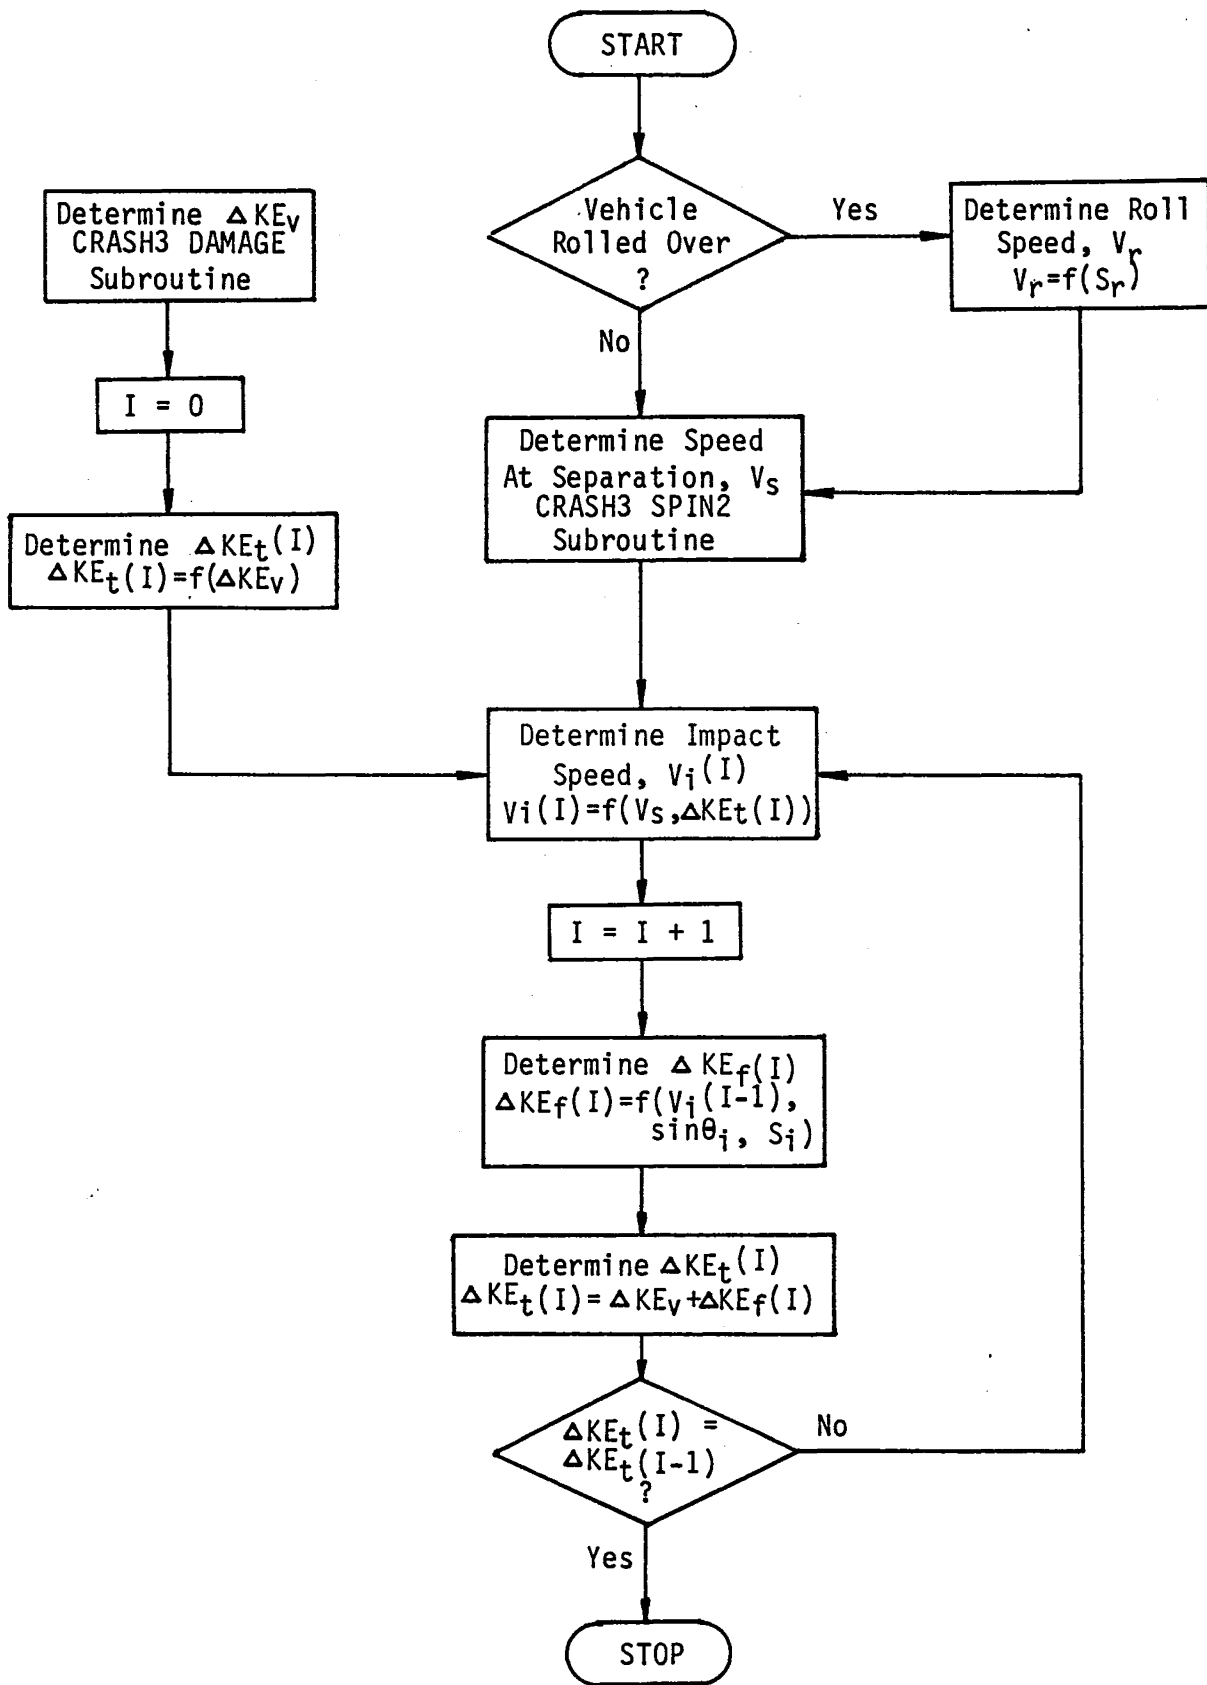 START
Vehicle
Rolled Over
?
Yes
No
Determine Roll
Speed, Vr
Vr=f(Sr)
Determine ΔKEv
CRASH3 DAMAGE
Subroutine
I = 0
Determine ΔKEt(I)
ΔKEt(I)=f(ΔKEv)
Determine Speed
At Separation, Vs
CRASH3 SPIN2
Subroutine
Determine Impact
Speed, Vi(I)
Vi(I)=f(Vs,ΔKEt(I))
I = I + 1
Determine ΔKEf(I)
ΔKEf(I)=f(Vi(I-1),
sinθi, Si)
Determine ΔKEt(I)
ΔKEt(I)=ΔKEv+ΔKEf(I)
ΔKEt(I) =
ΔKEt(I-1)
?
No
Yes
STOP